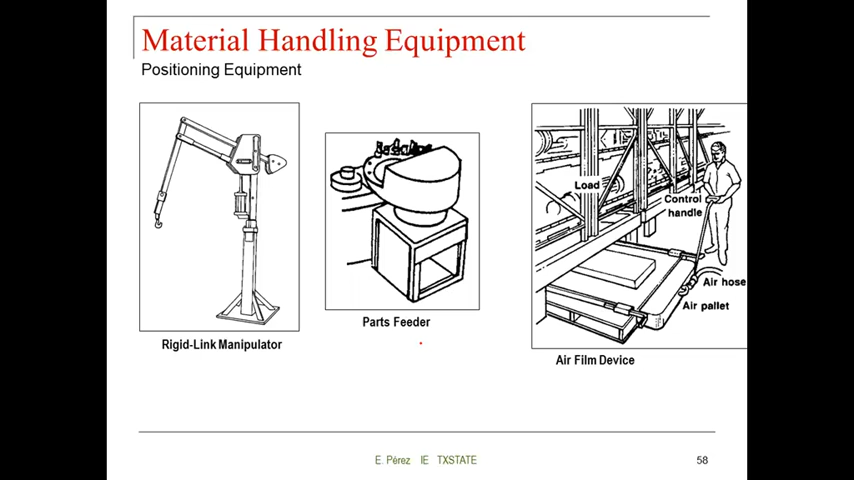 Material Handling Equipment
Positioning Equipment
Load
Control
handle
Air hose
Air pallet
Parts Feeder
Rigid-Link Manipulator
Air Film Device
E. Pérez IE TXSTATE
58